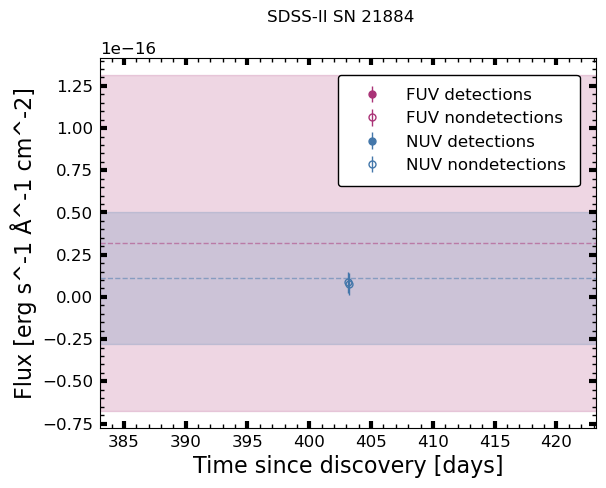 SDSS-II SN 21884
1e−16
Flux [erg s^-1 Å^-1 cm^-2]
1.25
1.00
0.75
0.50
0.25
0.00
−0.25
−0.50
−0.75
FUV detections
FUV nondetections
NUV detections
NUV nondetections
385 390 395 400 405 410 415 420
Time since discovery [days]